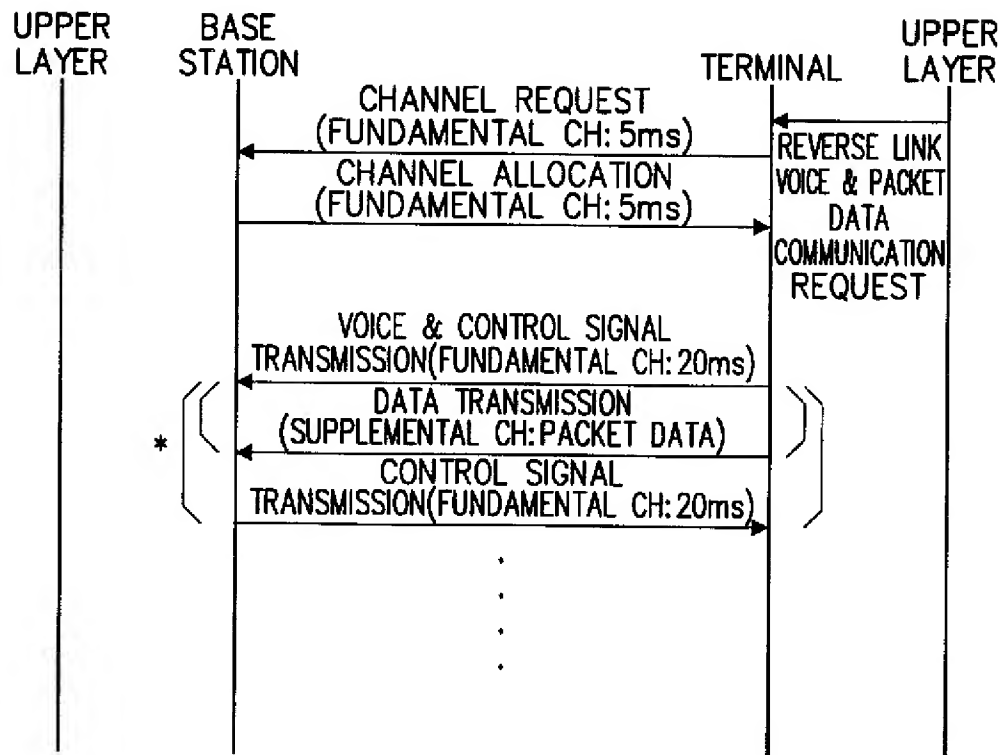 UPPER
LAYER
BASE
STATION
TERMINAL
UPPER
LAYER
CHANNEL REQUEST
(FUNDAMENTAL CH: 5ms)
CHANNEL ALLOCATION
(FUNDAMENTAL CH: 5ms)
REVERSE LINK
VOICE & PACKET
DATA
COMMUNICATION
REQUEST
VOICE & CONTROL SIGNAL
TRANSMISSION(FUNDAMENTAL CH: 20ms)
DATA TRANSMISSION
(SUPPLEMENTAL CH:PACKET DATA)
*
CONTROL SIGNAL
TRANSMISSION(FUNDAMENTAL CH: 20ms)